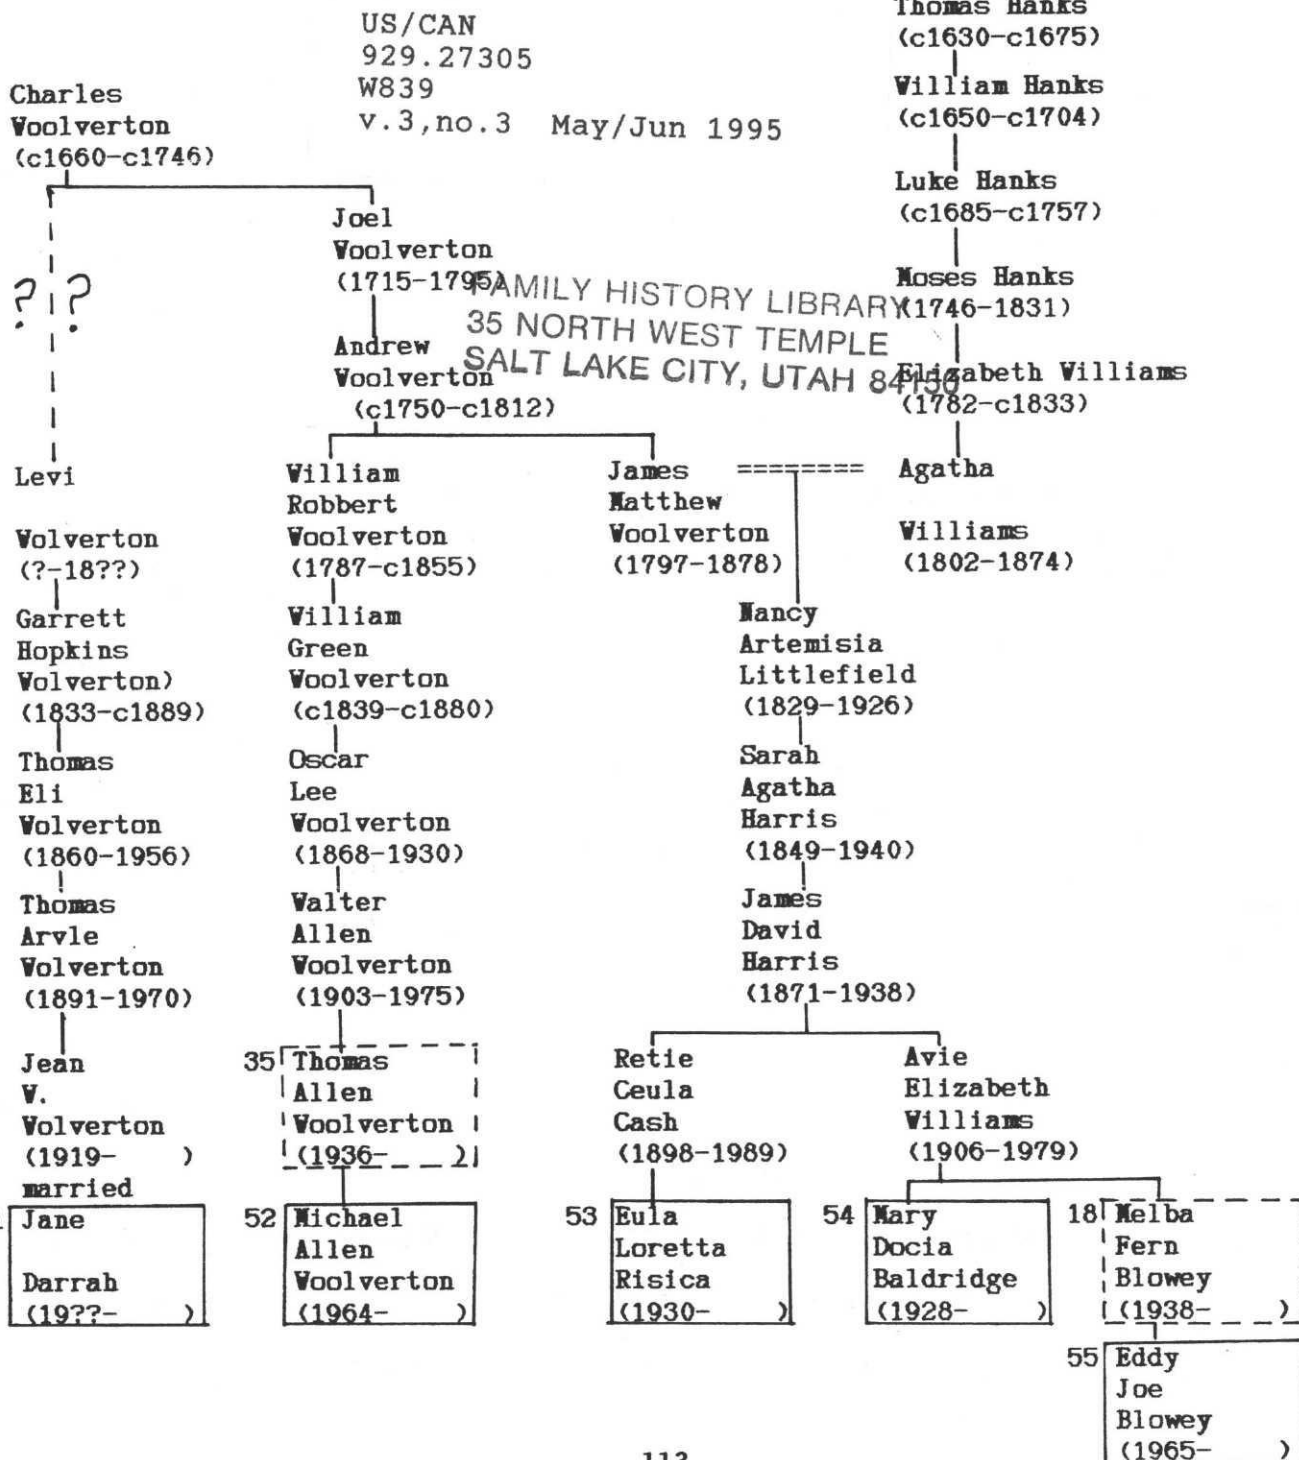 Thomas Hanks
(c1630-c1675)
US/CAN
929.27305
W839
v.3,no.3 May/Jun 1995
William Hanks
(c1650-c1704)
Charles
Woolverton
(c1660-c1746)
Luke Hanks
(c1685-c1757)
Joel
Woolverton
(1715-1795)
? ?
Moses Hanks
(1746-1831)
FAMILY HISTORY LIBRARY
35 NORTH WEST TEMPLE
SALT LAKE CITY, UTAH 84150
Andrew
Woolverton
(c1750-c1812)
Elizabeth Williams
(1782-c1833)
Levi
Wolverton
(?-18??)
William
Robbert
Woolverton
(1787-c1855)
James
Matthew
Woolverton
(1797-1878)
========
Agatha
Williams
(1802-1874)
Garrett
Hopkins
Wolverton)
(1833-c1889)
William
Green
Woolverton
(c1839-c1880)
Nancy
Artemisia
Littlefield
(1829-1926)
Thomas
Eli
Wolverton
(1860-1956)
Oscar
Lee
Woolverton
(1868-1930)
Sarah
Agatha
Harris
(1849-1940)
Thomas
Arvle
Wolverton
(1891-1970)
Walter
Allen
Woolverton
(1903-1975)
James
David
Harris
(1871-1938)
Jean
W.
Wolverton
(1919- )
married
35 Thomas
Allen
Woolverton
(1936- )
Retie
Ceula
Cash
(1898-1989)
Avie
Elizabeth
Williams
(1906-1979)
Jane
Darrah
(19??- )
52 Michael
Allen
Woolverton
(1964- )
53 Eula
Loretta
Risica
(1930- )
54 Mary
Docia
Baldridge
(1928- )
18 Melba
Fern
Blowey
(1938- )
55 Eddy
Joe
Blowey
(1965- )
113